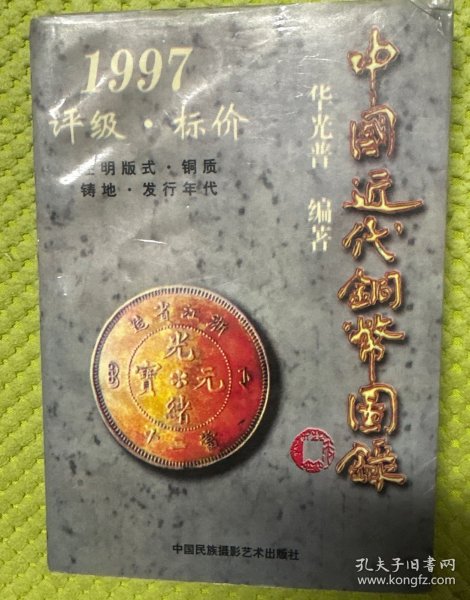 1997
评级·标价
明版式·铜质
铸地·发行年代
中國近代銅幣圖錄
华光普 编著
浙江省造
光緒元寶
當十
中国民族摄影艺术出版社
孔夫子旧书网
www.kongfz.com